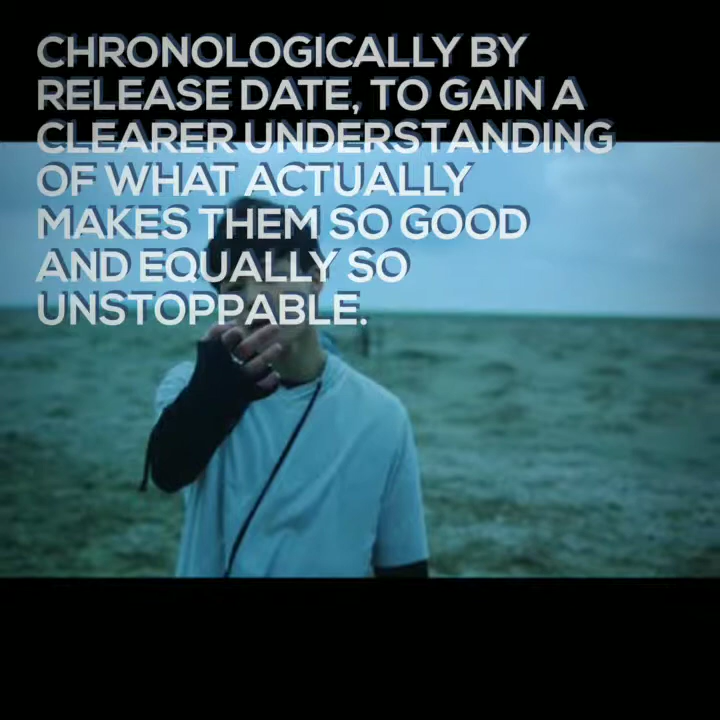 CHRONOLOGICALLY BY
RELEASE DATE, TO GAIN A
CLEARER UNDERSTANDING
OF WHAT ACTUALLY
MAKES THEM SO GOOD
AND EQUALLY SO
UNSTOPPABLE.